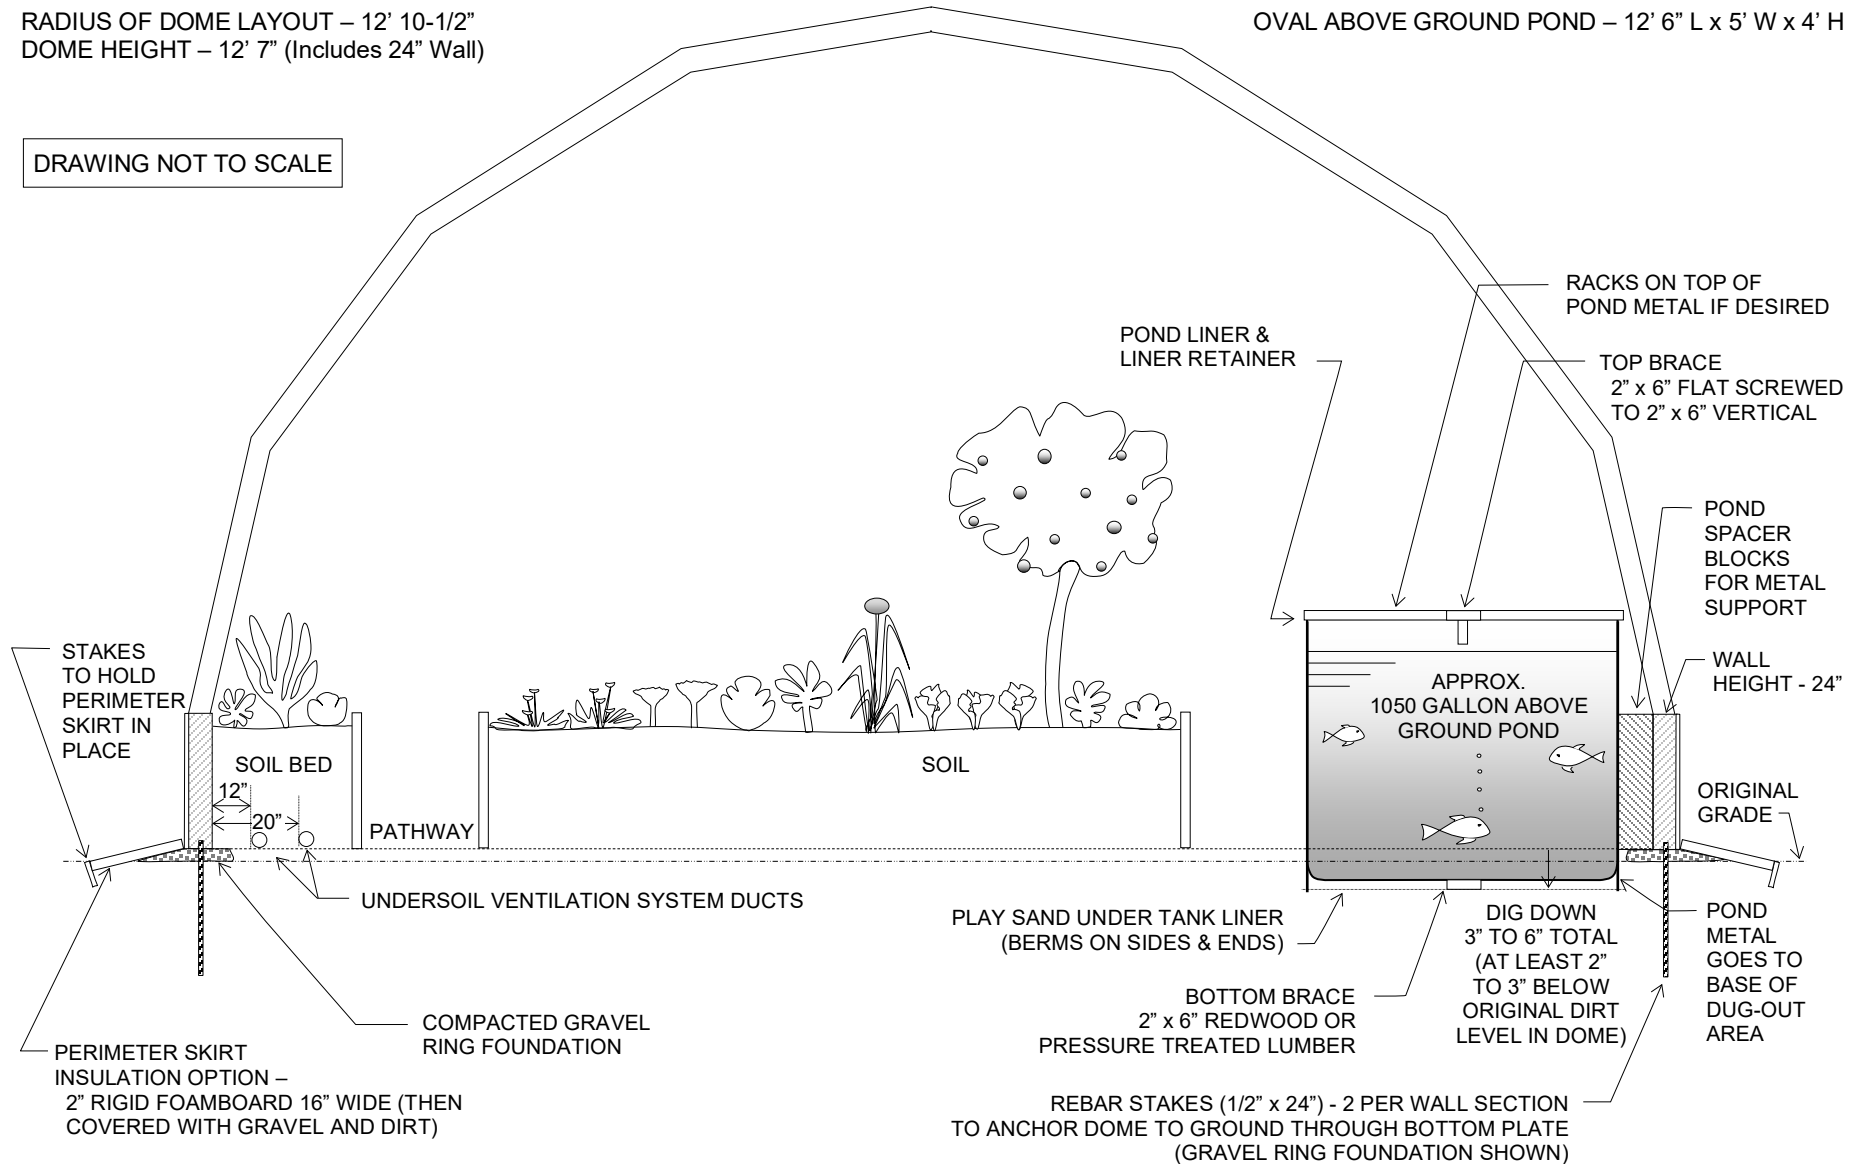 RADIUS OF DOME LAYOUT – 12’ 10-1/2”
DOME HEIGHT – 12’ 7” (Includes 24” Wall)
OVAL ABOVE GROUND POND – 12’ 6” L x 5’ W x 4’ H
DRAWING NOT TO SCALE
RACKS ON TOP OF
POND METAL IF DESIRED
POND LINER &
LINER RETAINER
TOP BRACE
2” x 6” FLAT SCREWED
TO 2” x 6” VERTICAL
POND
SPACER
BLOCKS
FOR METAL
SUPPORT
STAKES
TO HOLD
PERIMETER
SKIRT IN
PLACE
WALL
HEIGHT - 24”
APPROX.
1050 GALLON ABOVE
GROUND POND
SOIL BED
SOIL
12”
20”
PATHWAY
ORIGINAL
GRADE
UNDERSOIL VENTILATION SYSTEM DUCTS
PLAY SAND UNDER TANK LINER
(BERMS ON SIDES & ENDS)
DIG DOWN
3” TO 6” TOTAL
(AT LEAST 2”
TO 3” BELOW
ORIGINAL DIRT
LEVEL IN DOME)
POND
METAL
GOES TO
BASE OF
DUG-OUT
AREA
BOTTOM BRACE
2” x 6” REDWOOD OR
PRESSURE TREATED LUMBER
COMPACTED GRAVEL
RING FOUNDATION
PERIMETER SKIRT
INSULATION OPTION –
2” RIGID FOAMBOARD 16” WIDE (THEN
COVERED WITH GRAVEL AND DIRT)
REBAR STAKES (1/2” x 24”) - 2 PER WALL SECTION
TO ANCHOR DOME TO GROUND THROUGH BOTTOM PLATE
(GRAVEL RING FOUNDATION SHOWN)